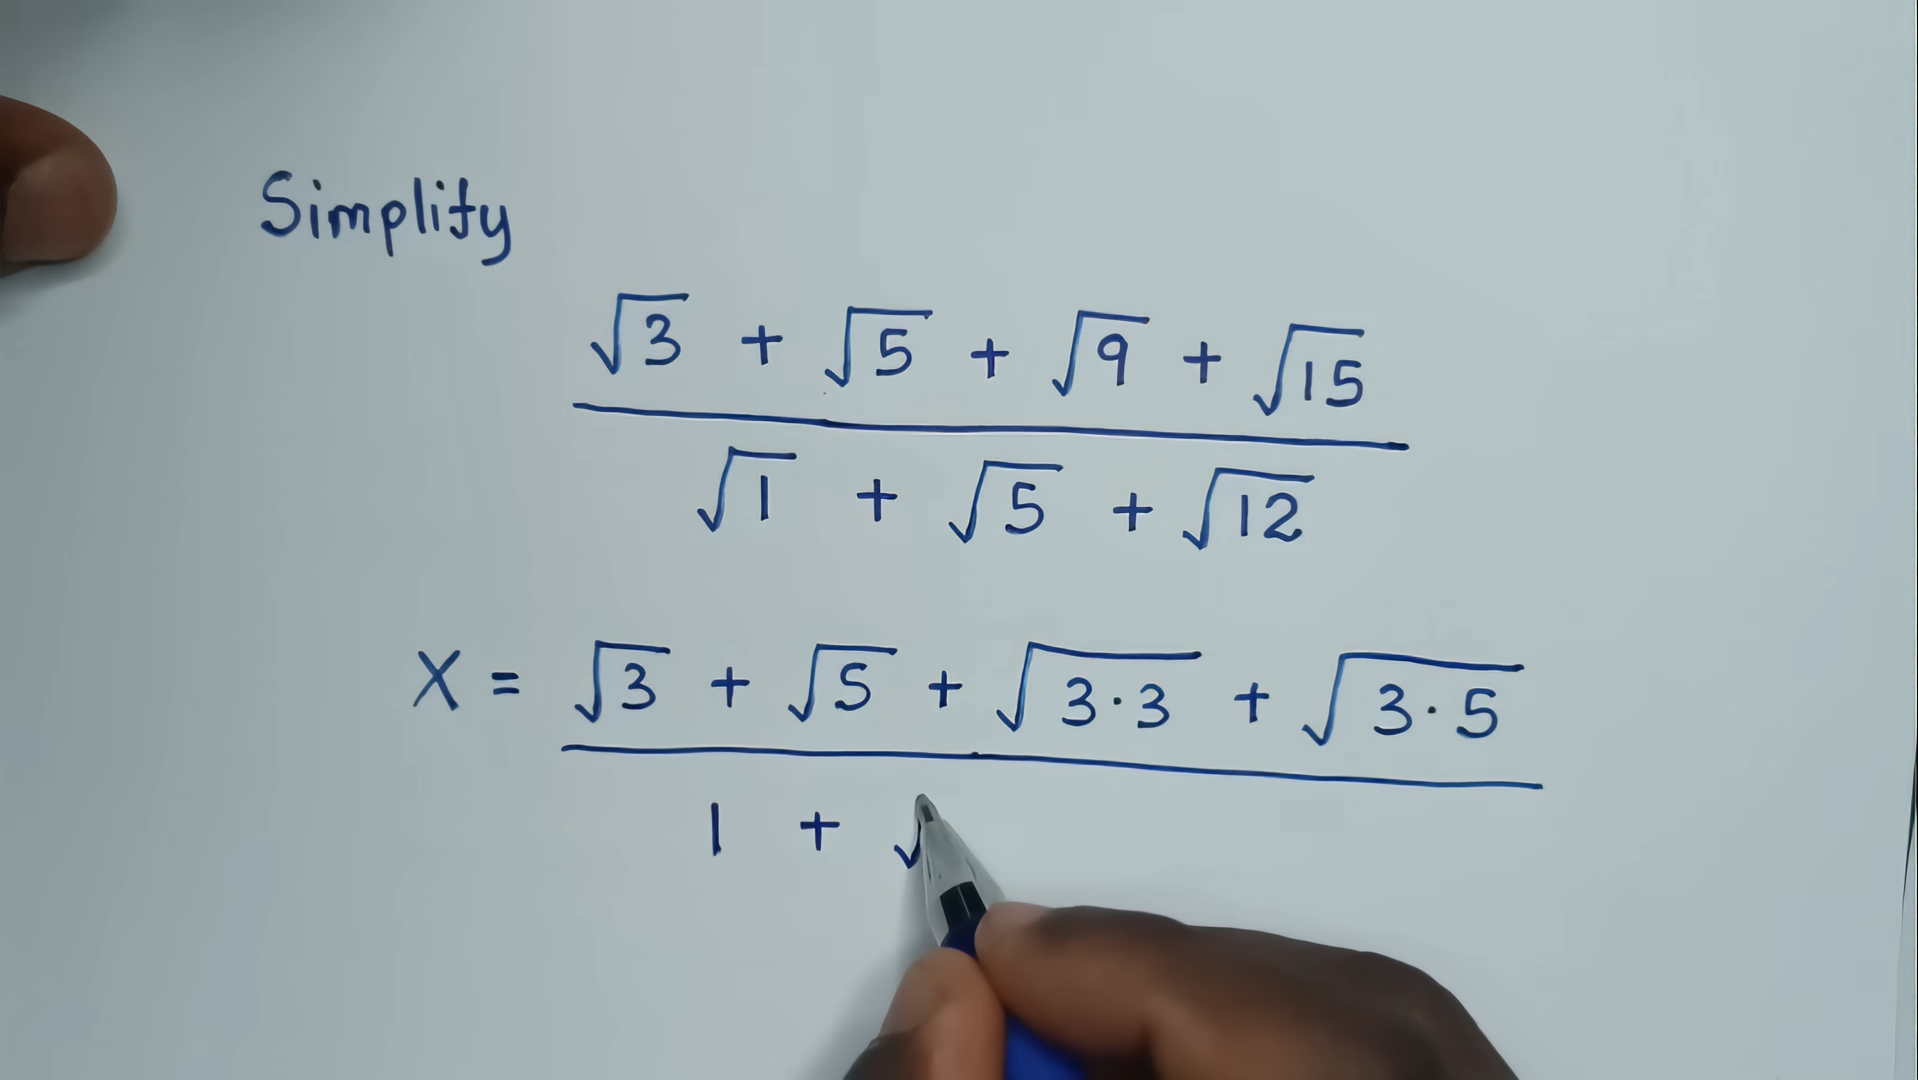 Simplify
√3 + √5 + √9 + √15
√1 + √5 + √12
X = √3 + √5 + √3·3 + √3·5
1 + √